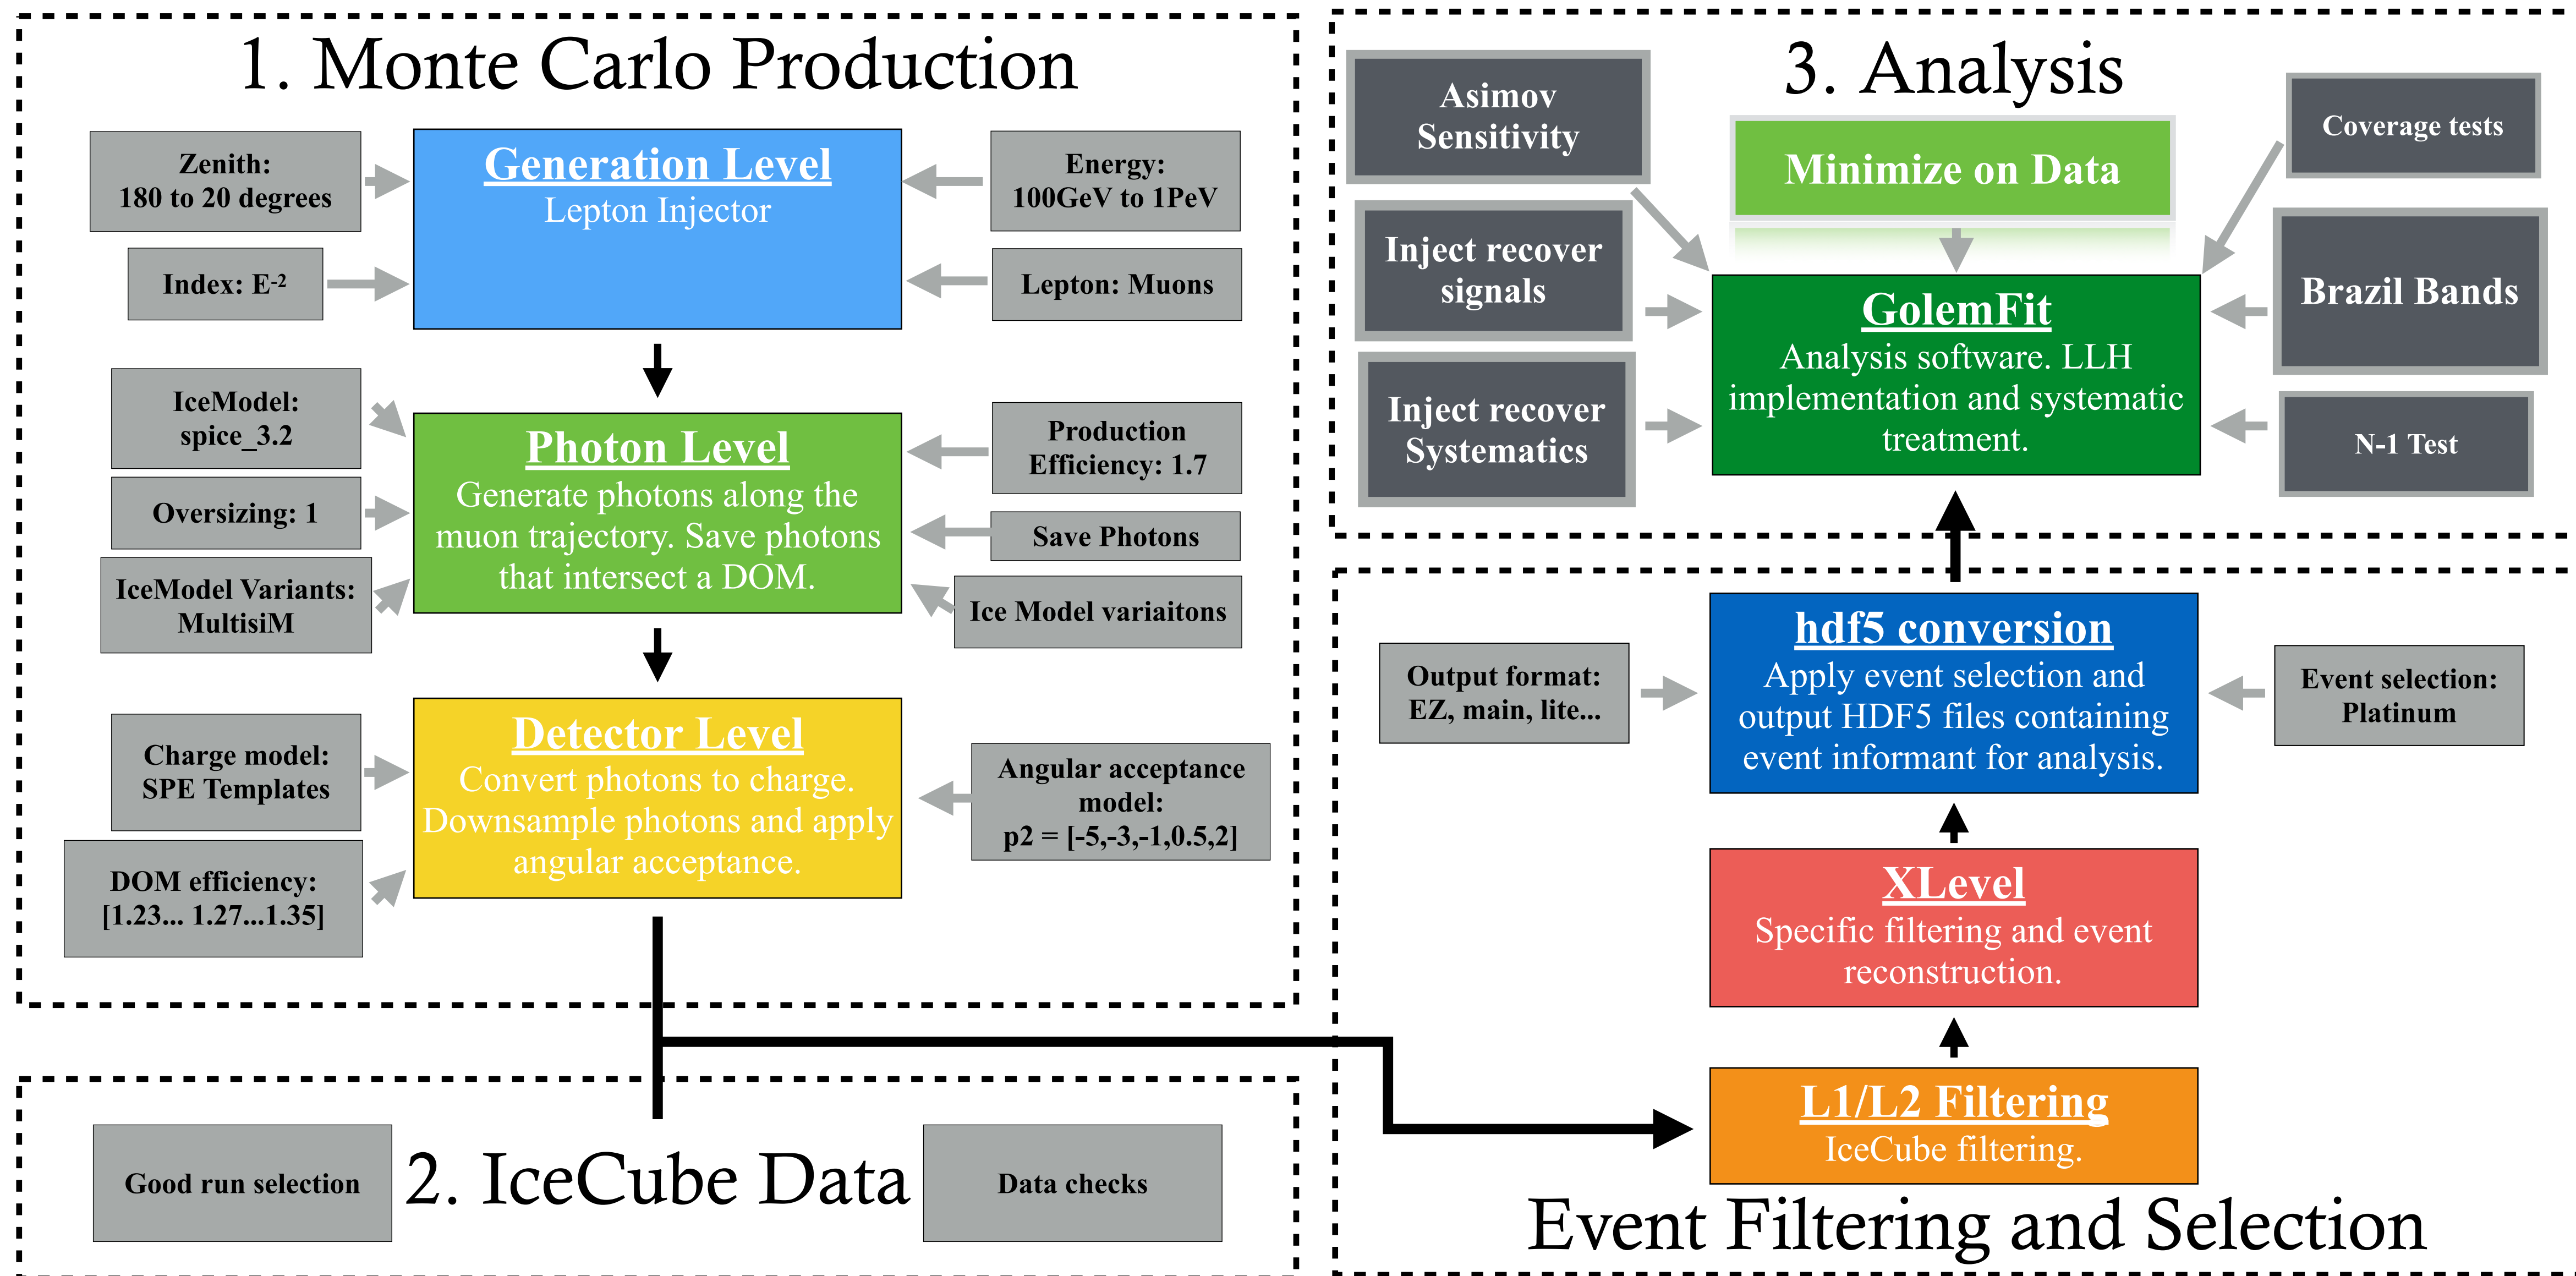 1. Monte Carlo Production
Zenith:
180 to 20 degrees
Index: E-2
Generation Level
Lepton Injector
Energy:
100GeV to 1PeV
Lepton: Muons
IceModel:
spice_3.2
Oversizing: 1
IceModel Variants:
MultisiM
Photon Level
Generate photons along the
muon trajectory. Save photons
that intersect a DOM.
Production
Efficiency: 1.7
Save Photons
Ice Model variaitons
Charge model:
SPE Templates
DOM efficiency:
[1.23... 1.27...1.35]
Detector Level
Convert photons to charge.
Downsample photons and apply
angular acceptance.
Angular acceptance
model:
p2 = [-5,-3,-1,0.5,2]
Good run selection
2. IceCube Data
Data checks
3. Analysis
Asimov
Sensitivity
Inject recover
signals
Inject recover
Systematics
Minimize on Data
GolemFit
Analysis software. LLH
implementation and systematic
treatment.
Coverage tests
Brazil Bands
N-1 Test
Output format:
EZ, main, lite...
hdf5 conversion
Apply event selection and
output HDF5 files containing
event informant for analysis.
Event selection:
Platinum
XLevel
Specific filtering and event
reconstruction.
L1/L2 Filtering
IceCube filtering.
Event Filtering and Selection